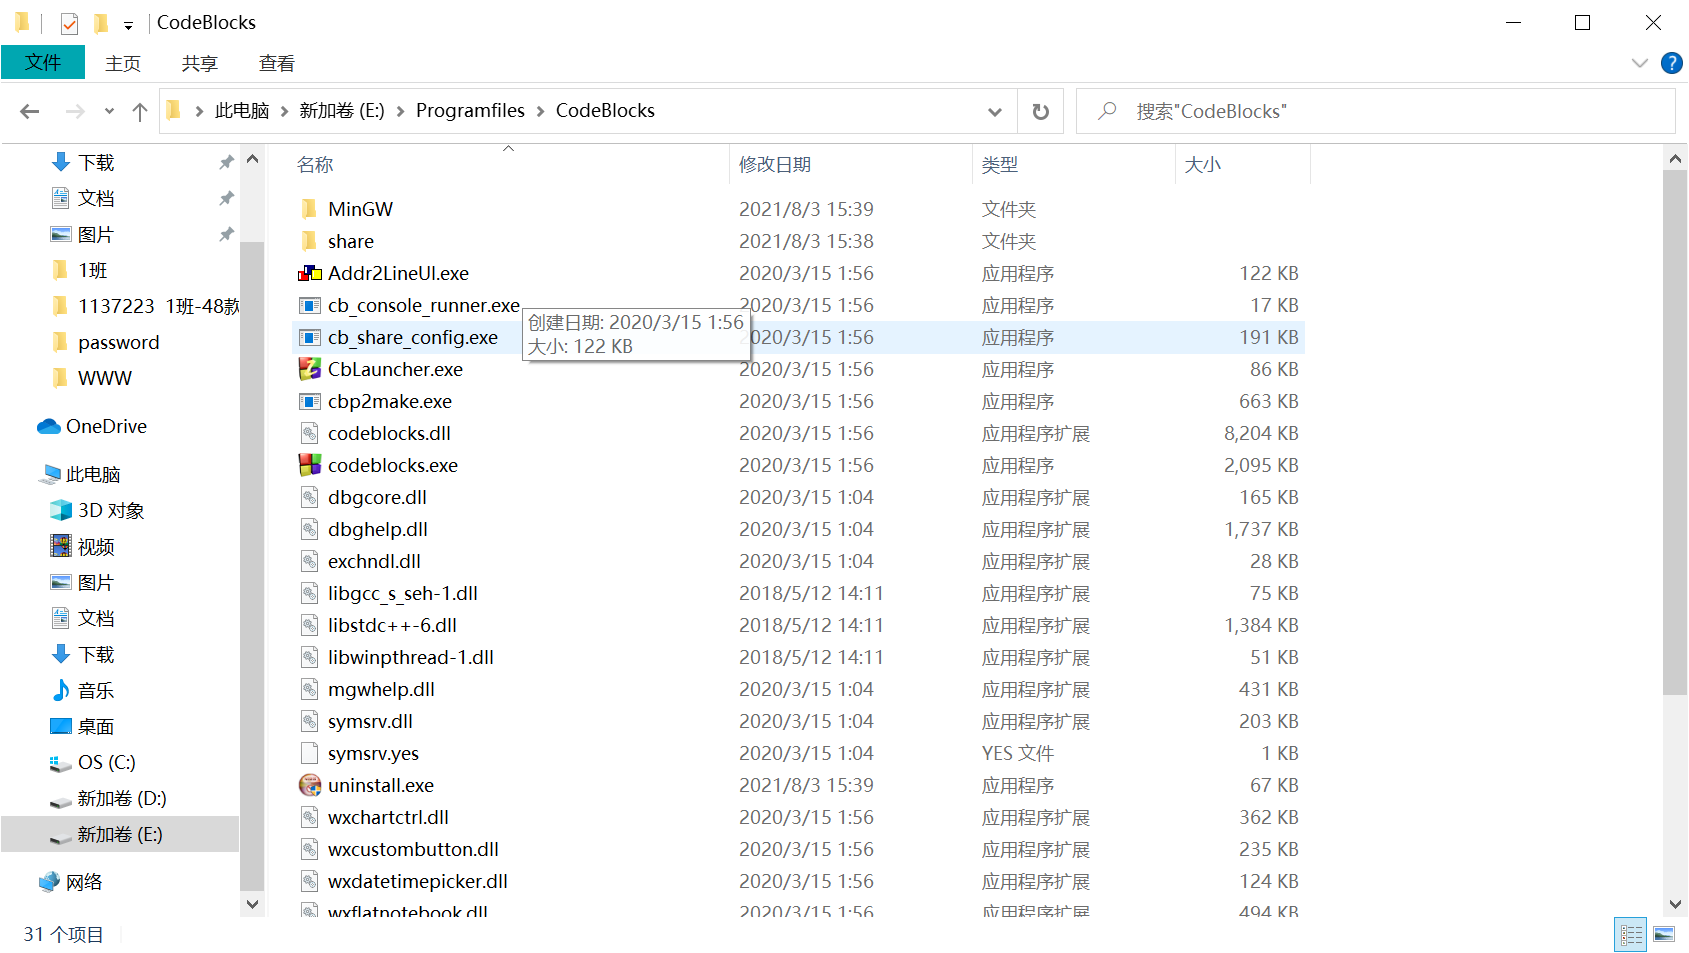 CodeBlocks
文件 主页 共享 查看
此电脑 新加卷 (E:) Programfiles CodeBlocks 搜索"CodeBlocks"
下载
文档
图片
1班
1137223 1班-48款
password
WWW
OneDrive
此电脑
3D 对象
视频
图片
文档
下载
音乐
桌面
OS (C:)
新加卷 (D:)
新加卷 (E:)
网络
名称 修改日期 类型 大小
MinGW 2021/8/3 15:39 文件夹
share 2021/8/3 15:38 文件夹
Addr2LineUI.exe 2020/3/15 1:56 应用程序 122 KB
cb_console_runner.exe 2020/3/15 1:56 应用程序 17 KB
创建日期: 2020/3/15 1:56
大小: 122 KB
cb_share_config.exe 2020/3/15 1:56 应用程序 191 KB
CbLauncher.exe 2020/3/15 1:56 应用程序 86 KB
cbp2make.exe 2020/3/15 1:56 应用程序 663 KB
codeblocks.dll 2020/3/15 1:56 应用程序扩展 8,204 KB
codeblocks.exe 2020/3/15 1:56 应用程序 2,095 KB
dbgcore.dll 2020/3/15 1:04 应用程序扩展 165 KB
dbghelp.dll 2020/3/15 1:04 应用程序扩展 1,737 KB
exchndl.dll 2020/3/15 1:04 应用程序扩展 28 KB
libgcc_s_seh-1.dll 2018/5/12 14:11 应用程序扩展 75 KB
libstdc++-6.dll 2018/5/12 14:11 应用程序扩展 1,384 KB
libwinpthread-1.dll 2018/5/12 14:11 应用程序扩展 51 KB
mgwhelp.dll 2020/3/15 1:04 应用程序扩展 431 KB
symsrv.dll 2020/3/15 1:04 应用程序扩展 203 KB
symsrv.yes 2020/3/15 1:04 YES 文件 1 KB
uninstall.exe 2021/8/3 15:39 应用程序 67 KB
wxchartctrl.dll 2020/3/15 1:56 应用程序扩展 362 KB
wxcustombutton.dll 2020/3/15 1:56 应用程序扩展 235 KB
wxdatetimepicker.dll 2020/3/15 1:56 应用程序扩展 124 KB
wxflatnotebook.dll 2020/3/15 1:56 应用程序扩展 494 KB
31 个项目